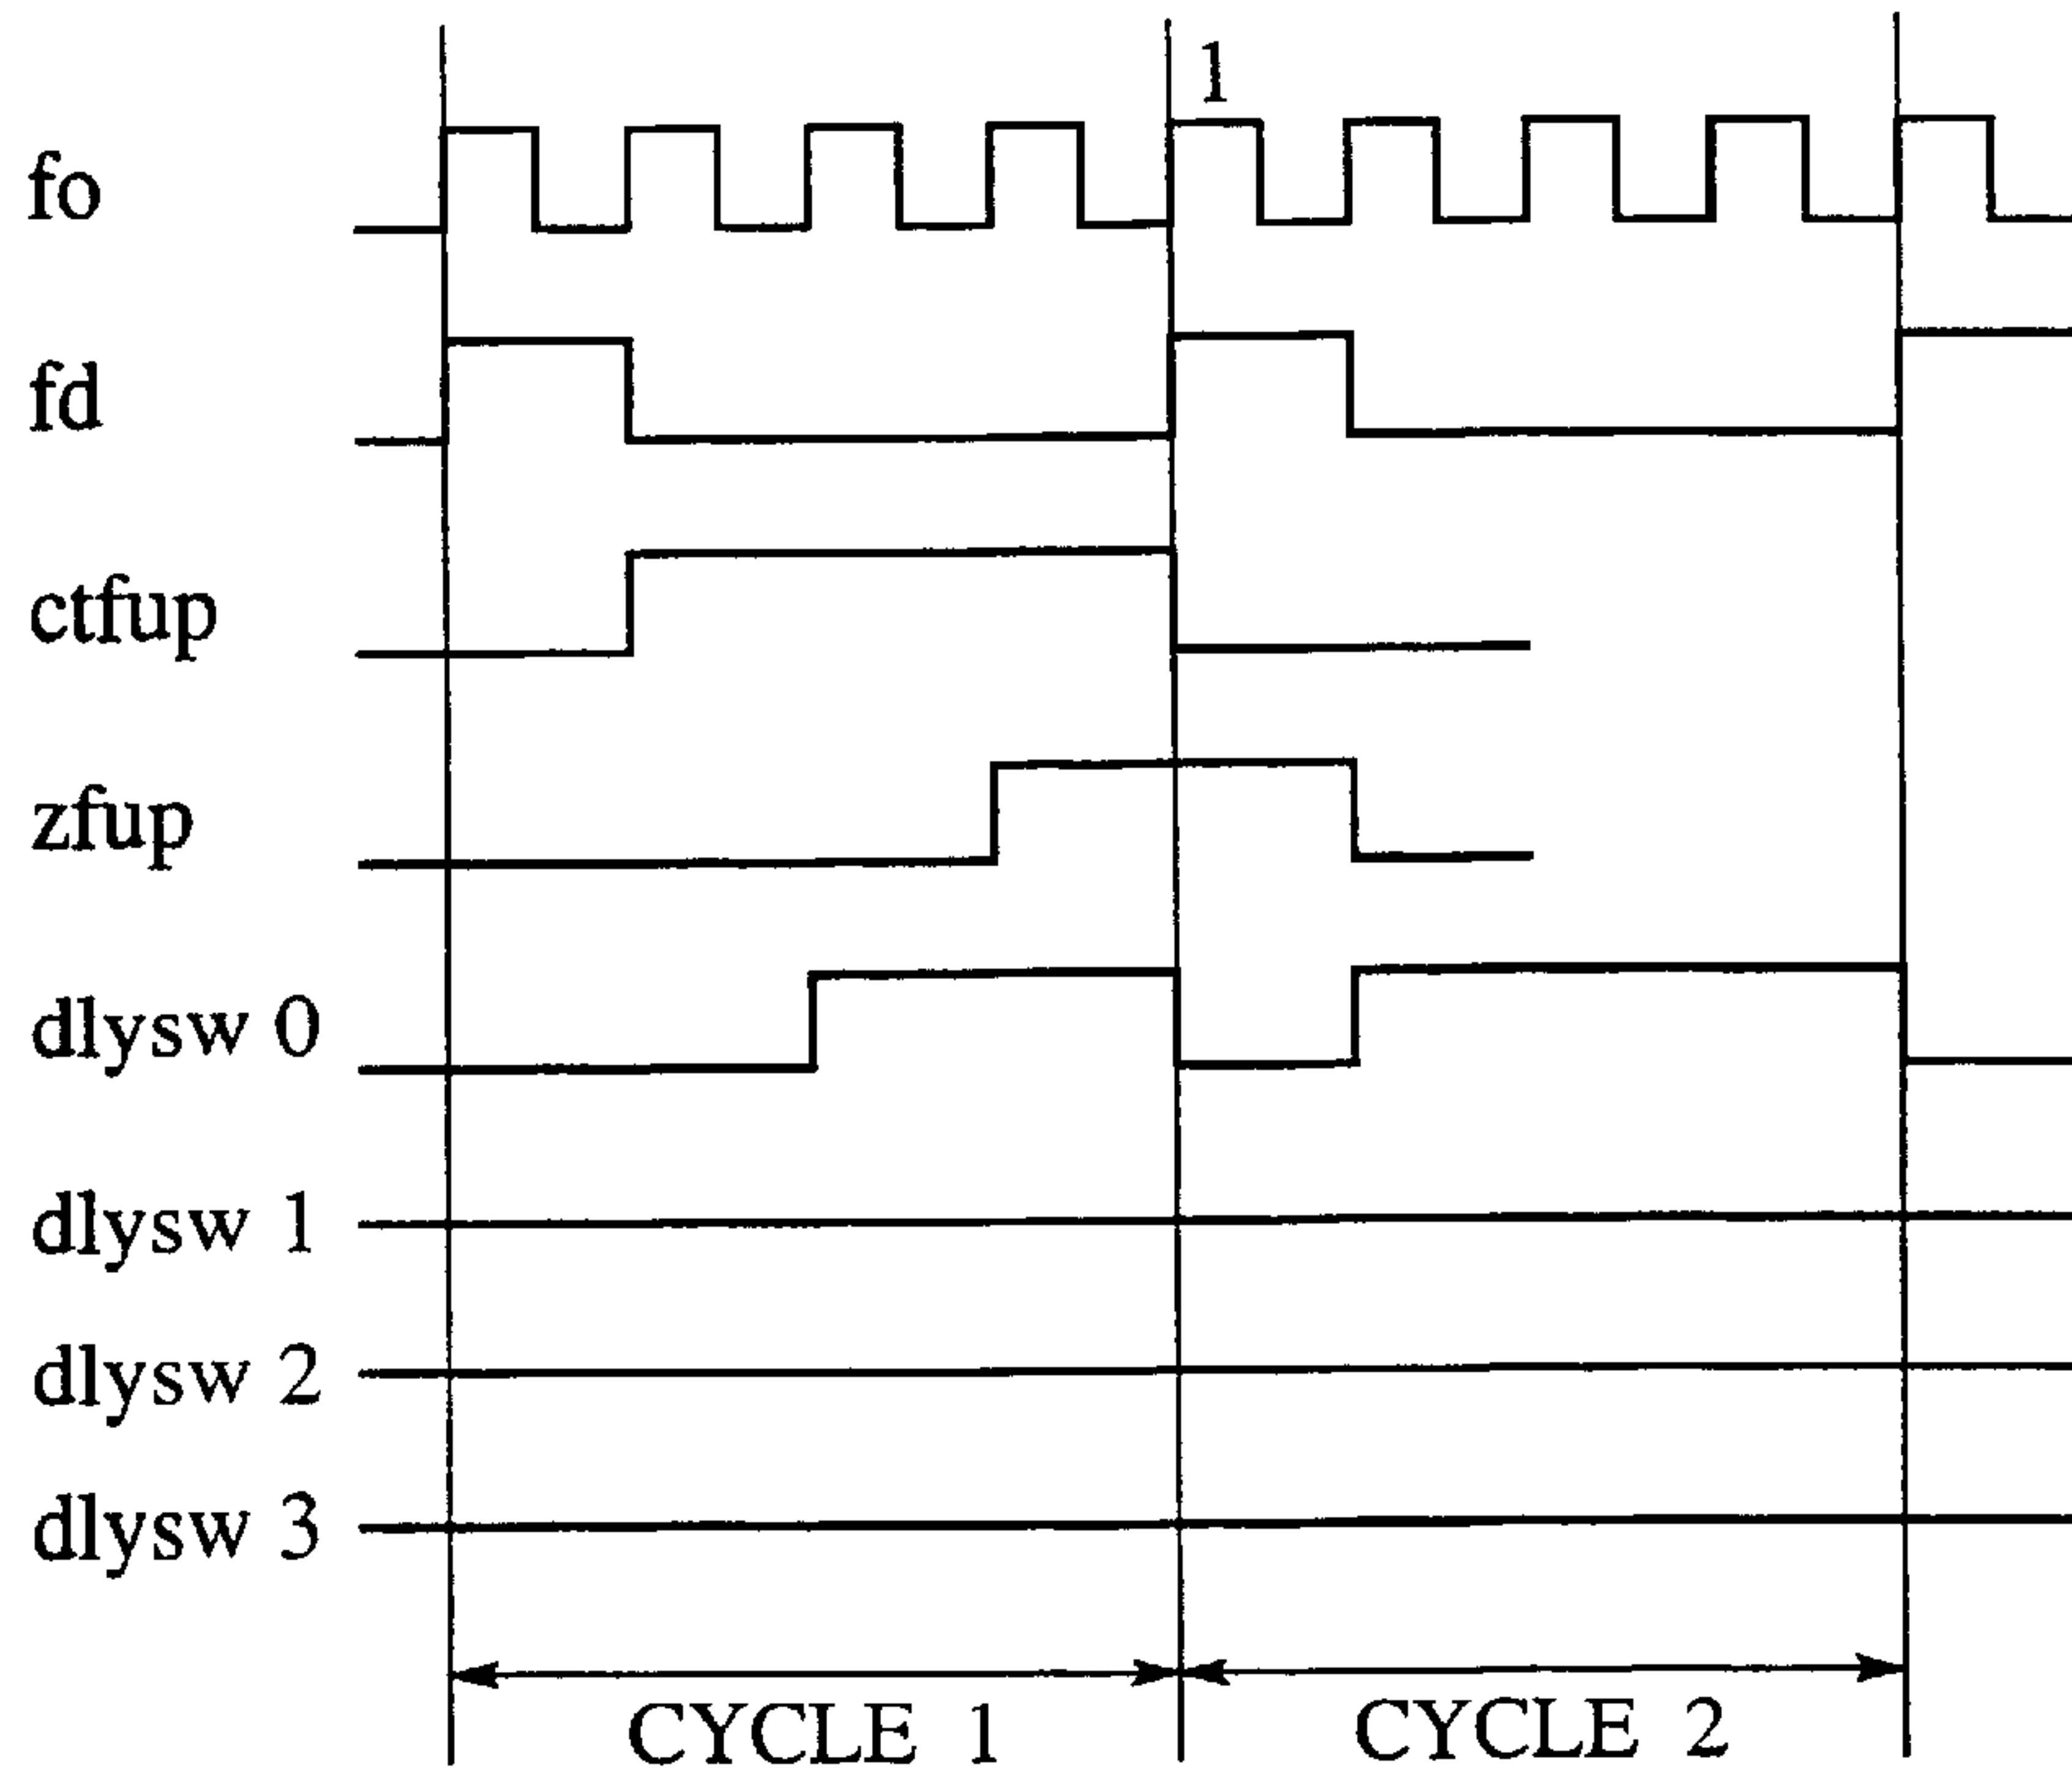 1
fo
fd
ctfup
zfup
dlysw 0
dlysw 1
dlysw 2
dlysw 3
CYCLE 1
CYCLE 2